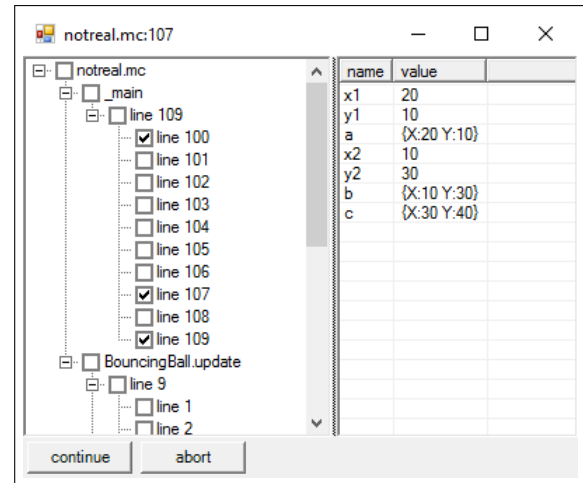 notreal.mc:107
notreal.mc
_main
line 109
line 100
line 101
line 102
line 103
line 104
line 105
line 106
line 107
line 108
line 109
BouncingBall.update
line 9
line 1
line 2
name value
x1 20
y1 10
a {X:20 Y:10}
x2 10
y2 30
b {X:10 Y:30}
c {X:30 Y:40}
continue abort